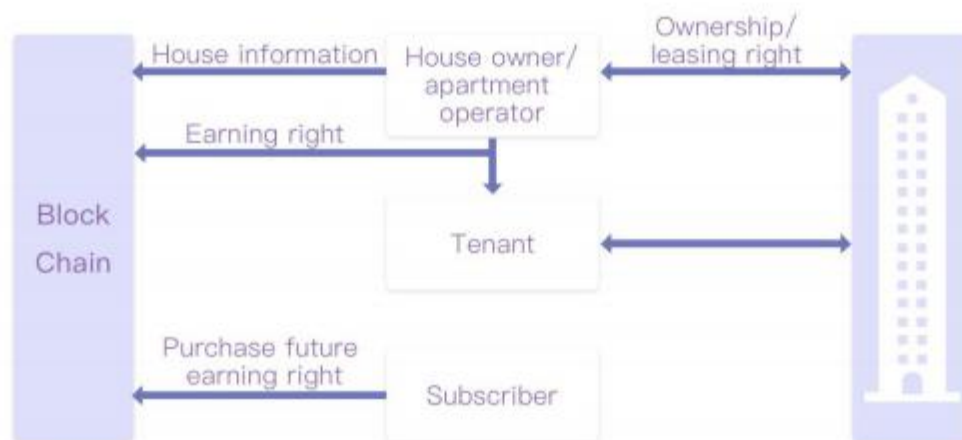 House information
House owner/
apartment
operator
Ownership/
leasing right
Earning right
Block
Chain
Tenant
Purchase future
earning right
Subscriber